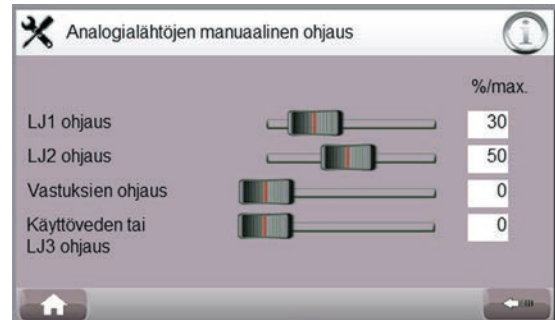 Analogialähtöjen manuaalinen ohjaus
%/max.
LJ1 ohjaus 30
LJ2 ohjaus 50
Vastuksien ohjaus 0
Käyttöveden tai
LJ3 ohjaus 0